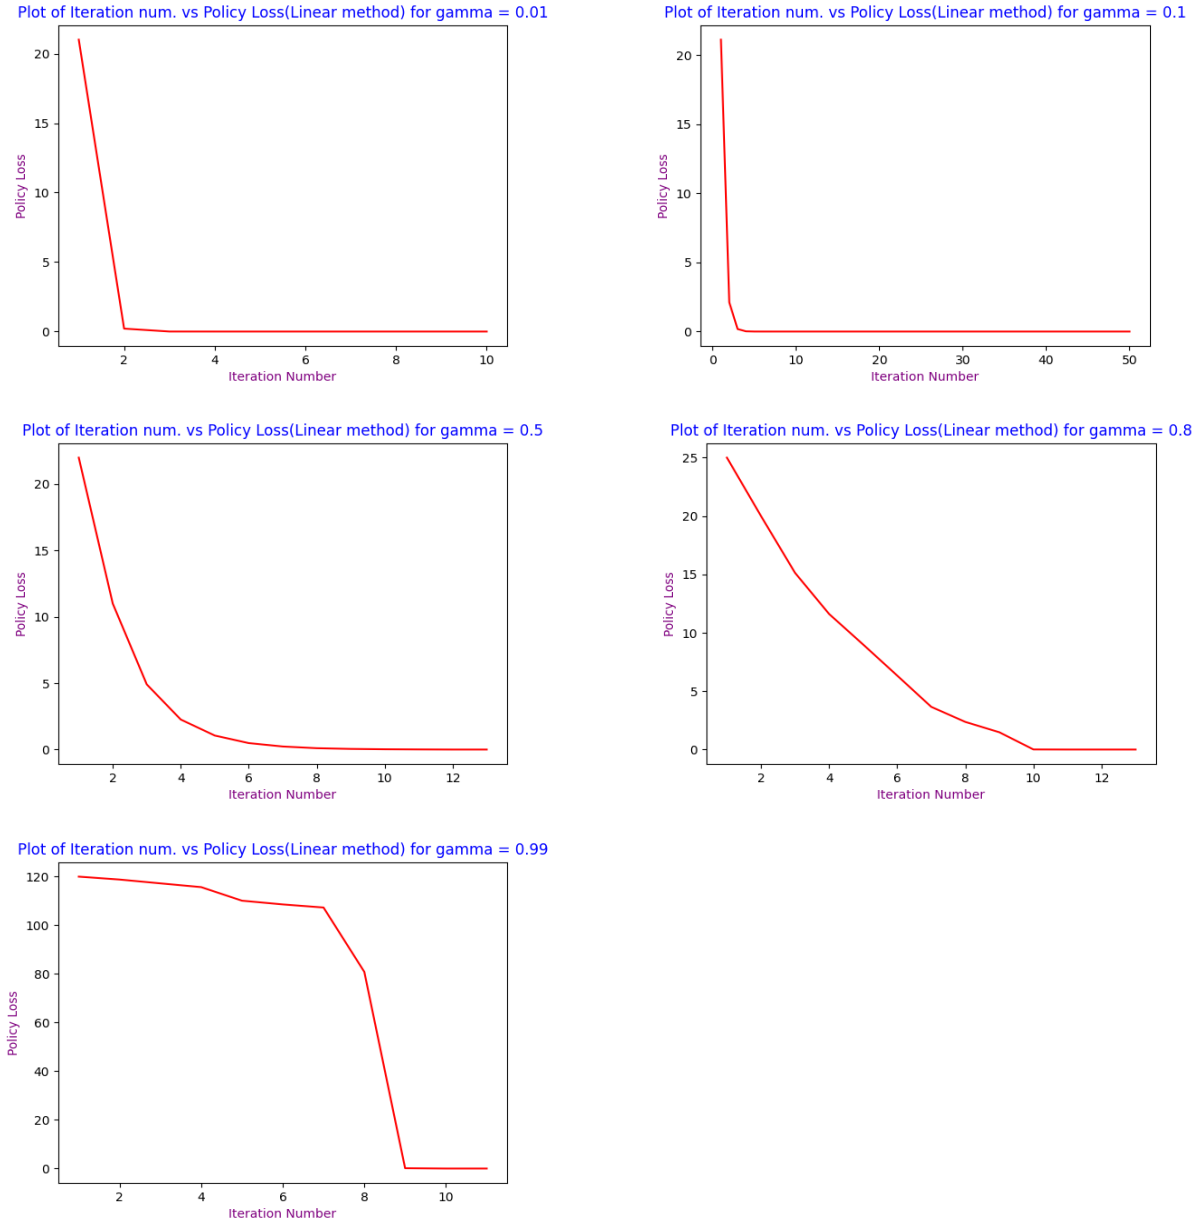 Plot of Iteration num. vs Policy Loss(Linear method) for gamma = 0.01
20
15
10
5
0
Policy Loss
2 4 6 8 10
Iteration Number
Plot of Iteration num. vs Policy Loss(Linear method) for gamma = 0.1
20
15
10
5
0
Policy Loss
0 10 20 30 40 50
Iteration Number
Plot of Iteration num. vs Policy Loss(Linear method) for gamma = 0.5
20
15
10
5
0
Policy Loss
2 4 6 8 10 12
Iteration Number
Plot of Iteration num. vs Policy Loss(Linear method) for gamma = 0.8
25
20
15
10
5
0
Policy Loss
2 4 6 8 10 12
Iteration Number
Plot of Iteration num. vs Policy Loss(Linear method) for gamma = 0.99
120
100
80
60
40
20
0
Policy Loss
2 4 6 8 10
Iteration Number